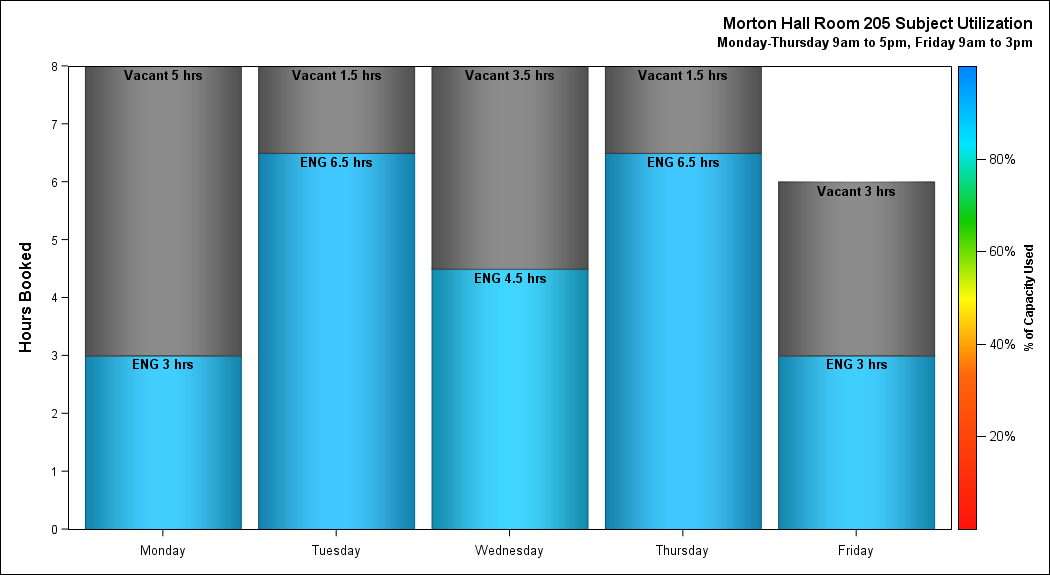 Morton Hall Room 205 Subject Utilization
Monday-Thursday 9am to 5pm, Friday 9am to 3pm
Hours Booked
8
7
6
5
4
3
2
1
0
Vacant 5 hrs
ENG 3 hrs
Vacant 1.5 hrs
ENG 6.5 hrs
Vacant 3.5 hrs
ENG 4.5 hrs
Vacant 1.5 hrs
ENG 6.5 hrs
Vacant 3 hrs
ENG 3 hrs
Monday
Tuesday
Wednesday
Thursday
Friday
80%
60%
40%
20%
% of Capacity Used